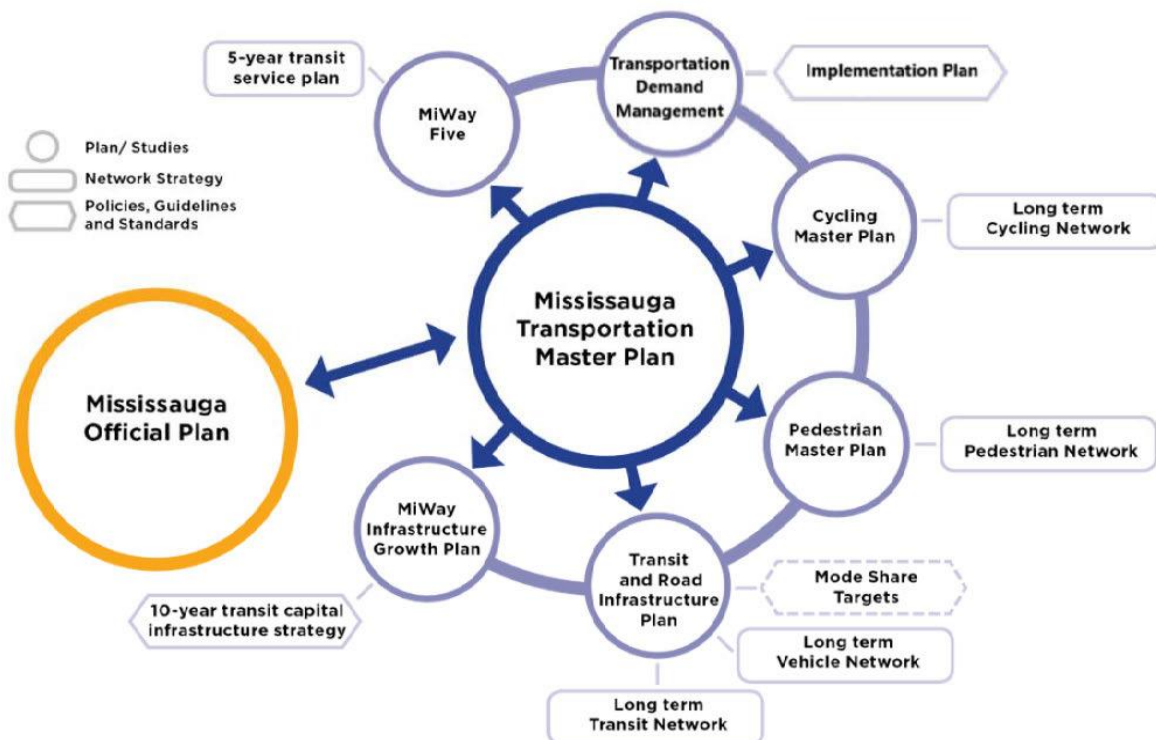 5-year transit
service plan
MiWay
Five
Transportation
Demand
Management
Implementation Plan
Plan/ Studies
Network Strategy
Policies, Guidelines
and Standards
Cycling
Master Plan
Long term
Cycling Network
Mississauga
Transportation
Master Plan
Mississauga
Official Plan
Pedestrian
Master Plan
Long term
Pedestrian Network
MiWay
Infrastructure
Growth Plan
Transit
and Road
Infrastructure
Plan
Mode Share
Targets
10-year transit capital
infrastructure strategy
Long term
Vehicle Network
Long term
Transit Network